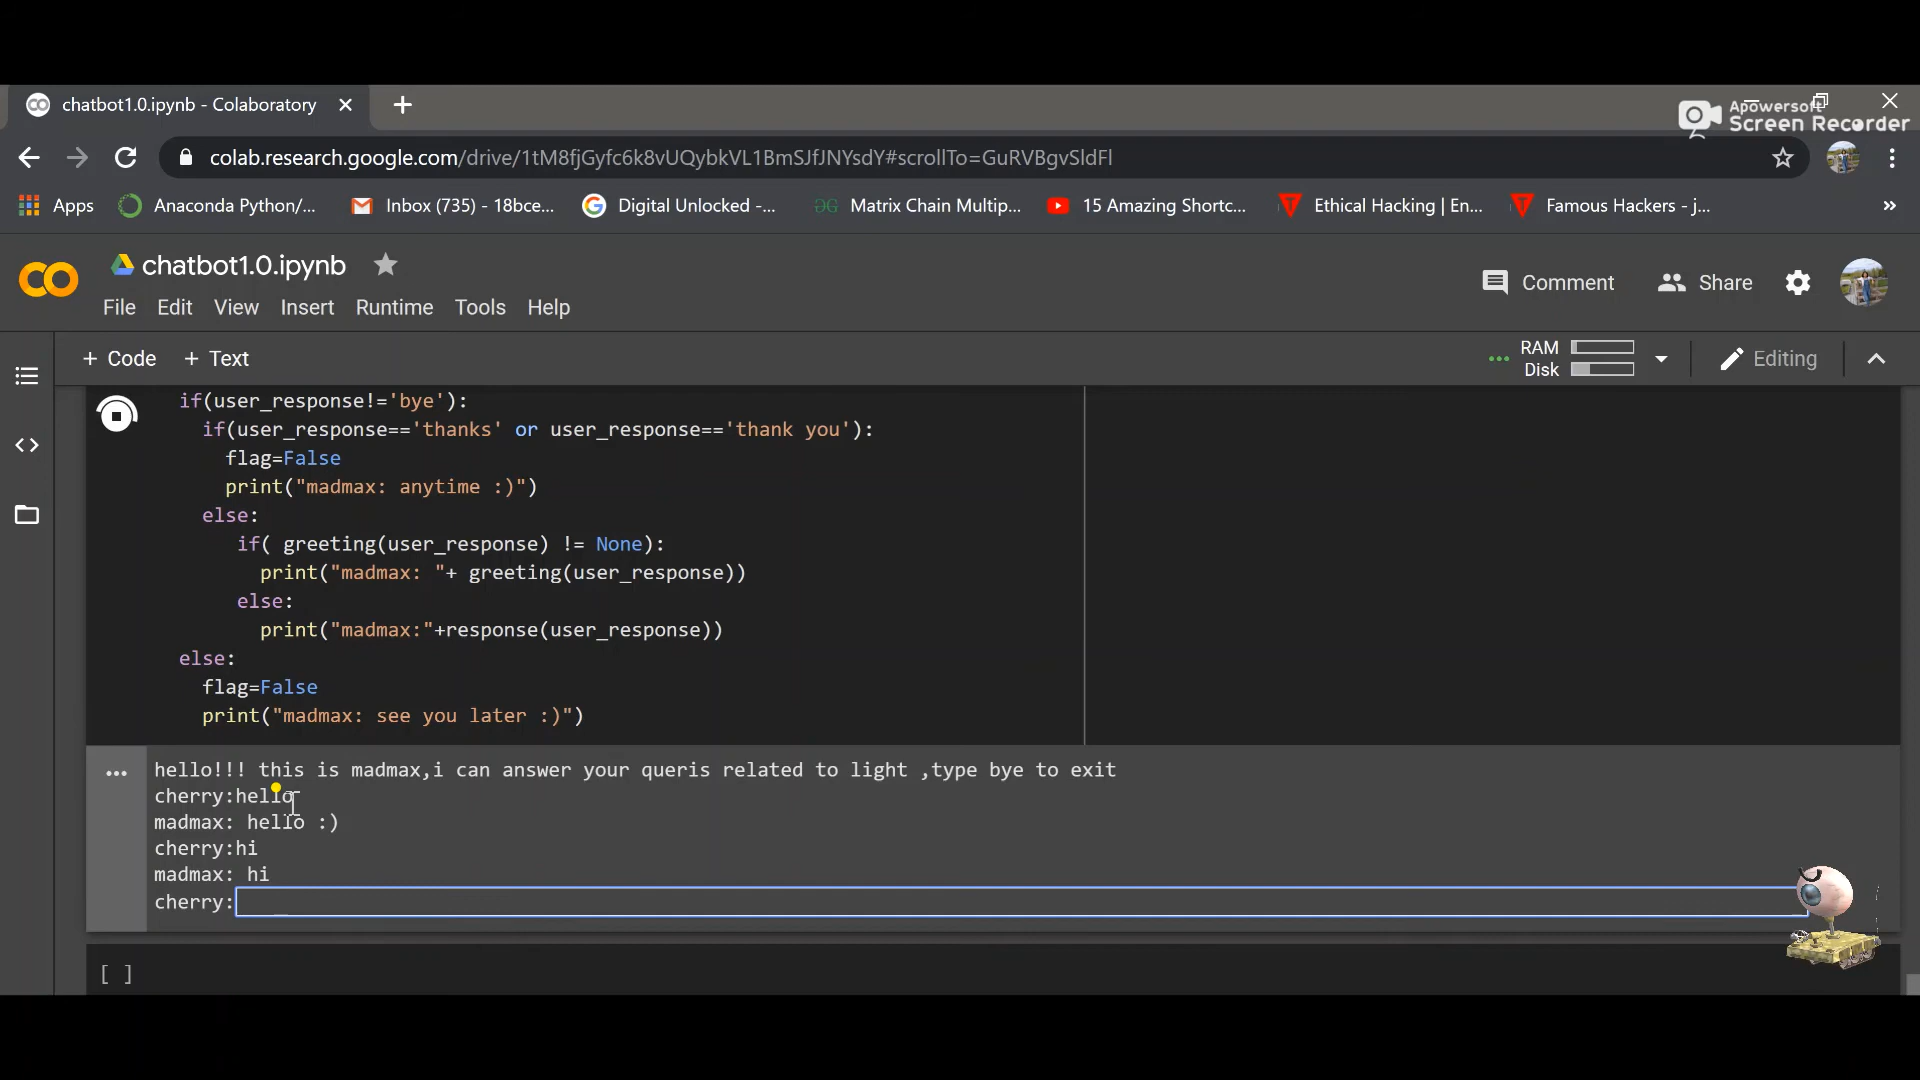 chatbot1.0.ipynb - Colaboratory
Apowersoft
Screen Recorder
colab.research.google.com/drive/1tM8fjGyfc6k8vUQybkVL1BmSJfJNYsdY#scrollTo=GuRVBgvSldFl
Apps Anaconda Python/... Inbox (735) - 18bce... Digital Unlocked -... GG Matrix Chain Multip... 15 Amazing Shortc... T Ethical Hacking | En... T Famous Hackers - j... »
CO chatbot1.0.ipynb
Comment Share
File Edit View Insert Runtime Tools Help
+ Code + Text
RAM
Disk
Editing
if(user_response!='bye'):
if(user_response=='thanks' or user_response=='thank you'):
flag=False
print("madmax: anytime :)")
else:
if( greeting(user_response) != None):
print("madmax: "+ greeting(user_response))
else:
print("madmax:"+response(user_response))
else:
flag=False
print("madmax: see you later :)")
hello!!! this is madmax,i can answer your queris related to light ,type bye to exit
cherry:hello
madmax: hello :)
cherry:hi
madmax: hi
cherry:
[ ]